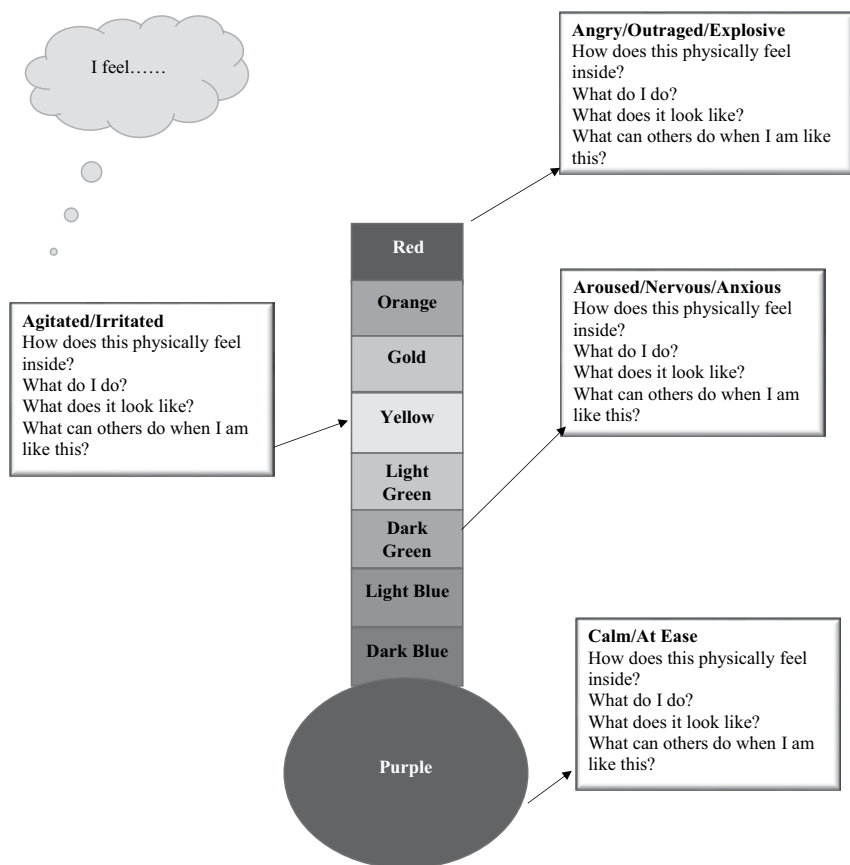 I feel……
Angry/Outraged/Explosive
How does this physically feel
inside?
What do I do?
What does it look like?
What can others do when I am like
this?
Red
Orange
Gold
Yellow
Light
Green
Dark
Green
Light Blue
Dark Blue
Purple
Agitated/Irritated
How does this physically feel
inside?
What do I do?
What does it look like?
What can others do when I am
like this?
Aroused/Nervous/Anxious
How does this physically feel
inside?
What do I do?
What does it look like?
What can others do when I am
like this?
Calm/At Ease
How does this physically feel
inside?
What do I do?
What does it look like?
What can others do when I am
like this?